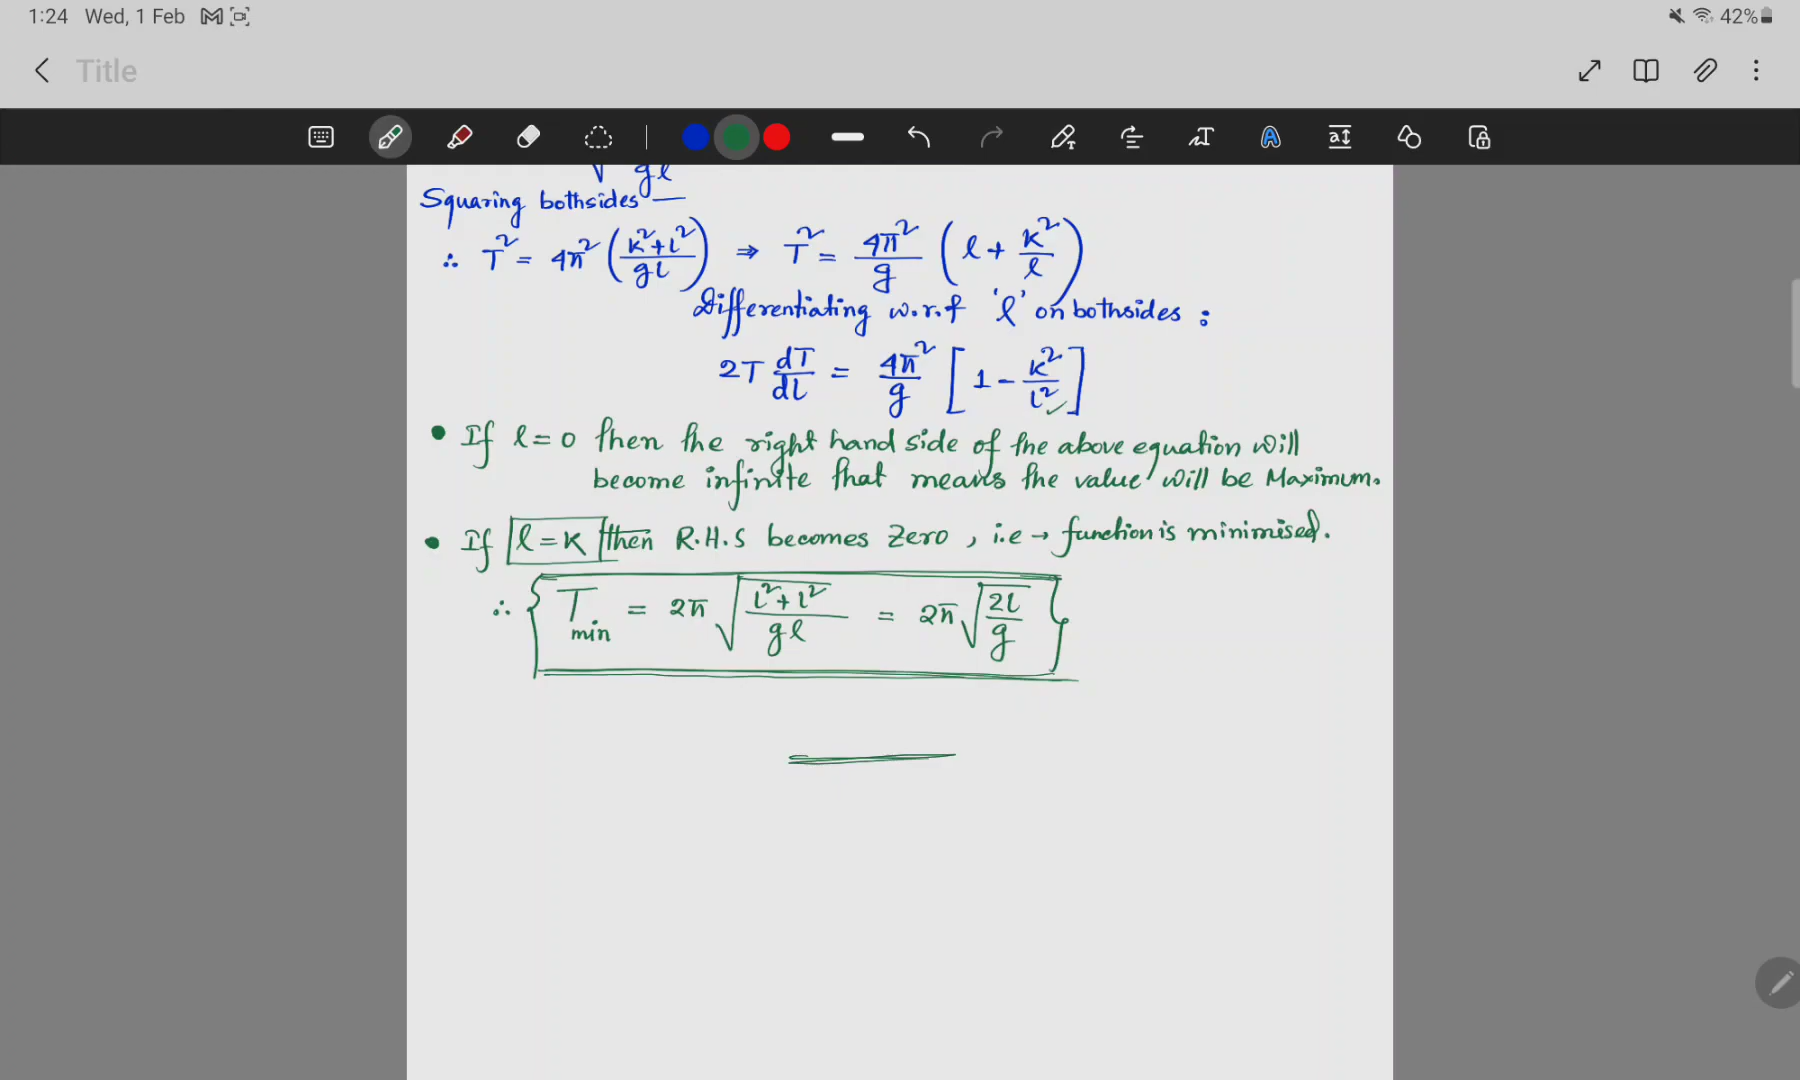 1:24 Wed, 1 Feb 42%
Title
gl
Squaring bothsides
∴ T² = 4π² (K²+l² / gl) ⇒ T² = 4π²/g (l + K²/l)
Differentiating w.r.t 'l' on bothsides :
2T dT/dl = 4π²/g [1 - K²/l²]
• If l = 0 then the right hand side of the above equation will
become infinite that means the value will be Maximum.
• If l = K then R.H.S becomes Zero , i.e → function is minimised.
∴ { T min = 2π √(l²+l² / gl) = 2π √(2l/g) }